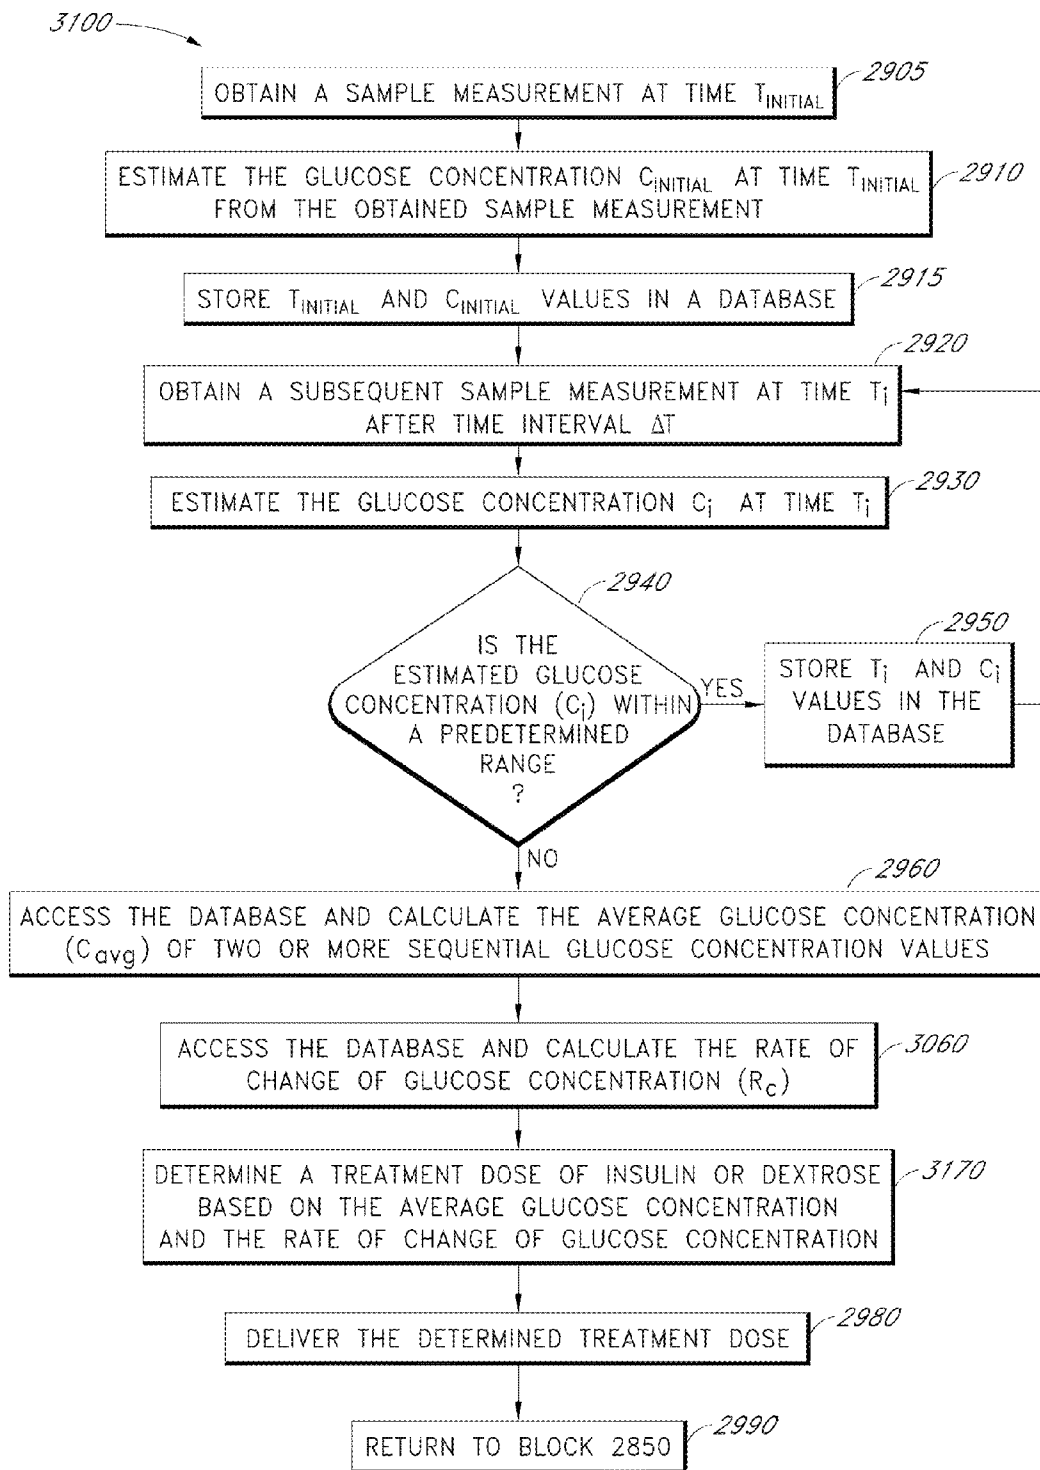 3100
2905
OBTAIN A SAMPLE MEASUREMENT AT TIME TINITIAL
2910
ESTIMATE THE GLUCOSE CONCENTRATION CINITIAL AT TIME TINITIAL
FROM THE OBTAINED SAMPLE MEASUREMENT
2915
STORE TINITIAL AND CINITIAL VALUES IN A DATABASE
2920
OBTAIN A SUBSEQUENT SAMPLE MEASUREMENT AT TIME Ti
AFTER TIME INTERVAL ΔT
2930
ESTIMATE THE GLUCOSE CONCENTRATION Ci AT TIME Ti
2940
IS THE
ESTIMATED GLUCOSE
CONCENTRATION (Ci) WITHIN
A PREDETERMINED
RANGE
?
YES
2950
STORE Ti AND Ci
VALUES IN THE
DATABASE
NO
2960
ACCESS THE DATABASE AND CALCULATE THE AVERAGE GLUCOSE CONCENTRATION
(Cavg) OF TWO OR MORE SEQUENTIAL GLUCOSE CONCENTRATION VALUES
3060
ACCESS THE DATABASE AND CALCULATE THE RATE OF
CHANGE OF GLUCOSE CONCENTRATION (Rc)
3170
DETERMINE A TREATMENT DOSE OF INSULIN OR DEXTROSE
BASED ON THE AVERAGE GLUCOSE CONCENTRATION
AND THE RATE OF CHANGE OF GLUCOSE CONCENTRATION
2980
DELIVER THE DETERMINED TREATMENT DOSE
2990
RETURN TO BLOCK 2850